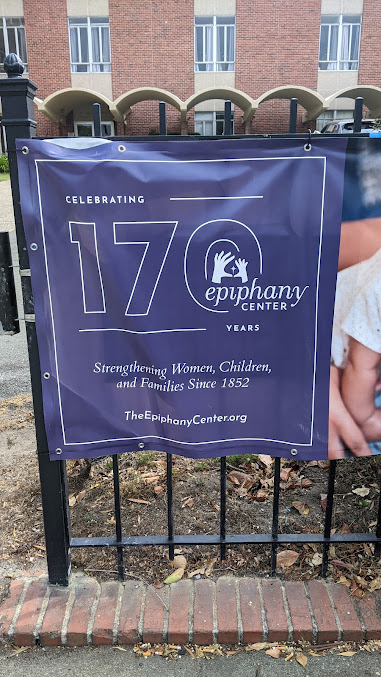 CELEBRATING
170
epiphany
CENTER
YEARS
Strengthening Women, Children,
and Families Since 1852
TheEpiphanyCenter.org